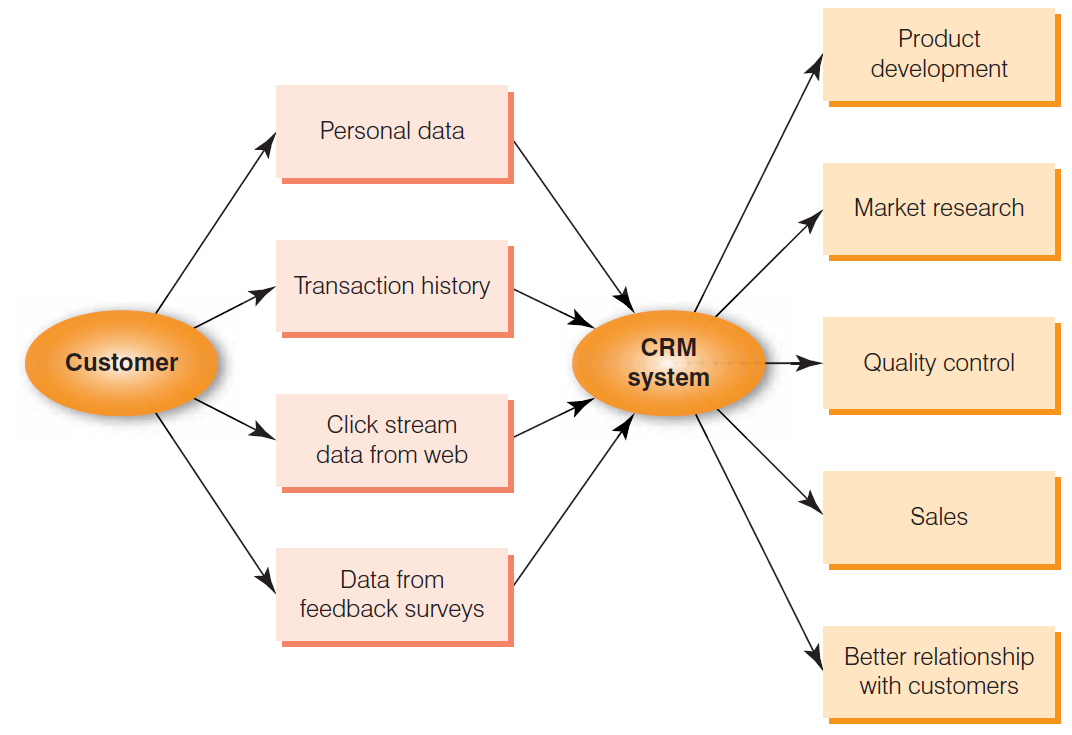 Customer
Personal data
Transaction history
Click stream
data from web
Data from
feedback surveys
CRM
system
Product
development
Market research
Quality control
Sales
Better relationship
with customers